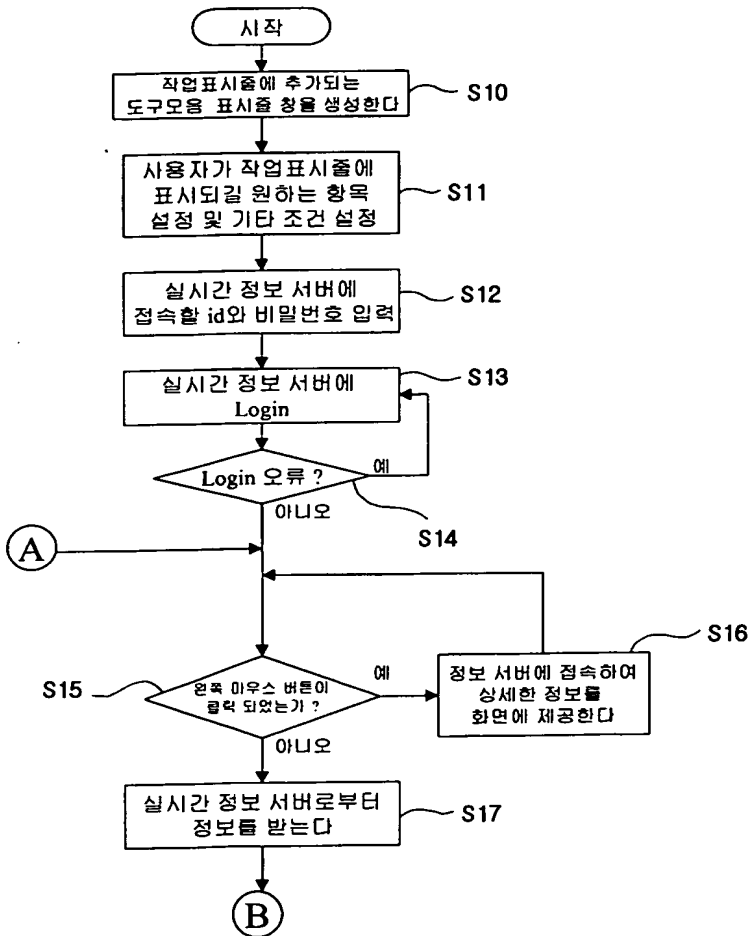 시작
작업표시줄에 추가되는
도구모음 표시줄 창을 생성한다
S10
사용자가 작업표시줄에
표시되길 원하는 항목
설정 및 기타 조건 설정
S11
실시간 정보 서버에
접속할 id와 비밀번호 입력
S12
실시간 정보 서버에
Login
S13
Login 오류 ?
예
S14
아니오
A
S15
왼쪽 마우스 버튼이
클릭 되었는가 ?
예
정보 서버에 접속하여
상세한 정보를
화면에 제공한다
S16
아니오
실시간 정보 서버로부터
정보를 받는다
S17
B